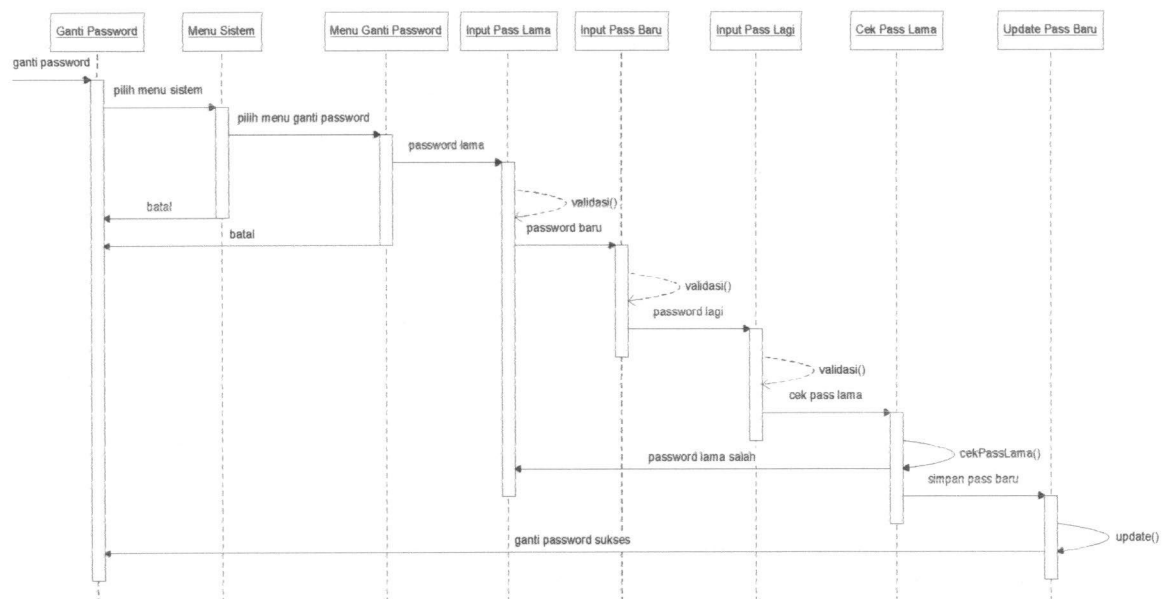 Ganti Password
Menu Sistem
Menu Ganti Password
Input Pass Lama
Input Pass Baru
Input Pass Lagi
Cek Pass Lama
Update Pass Baru
ganti password
pilih menu sistem
pilih menu ganti password
password lama
validasi()
batal
password baru
batal
validasi()
password lagi
validasi()
cek pass lama
cekPassLama()
password lama salah
simpan pass baru
update()
ganti password sukses